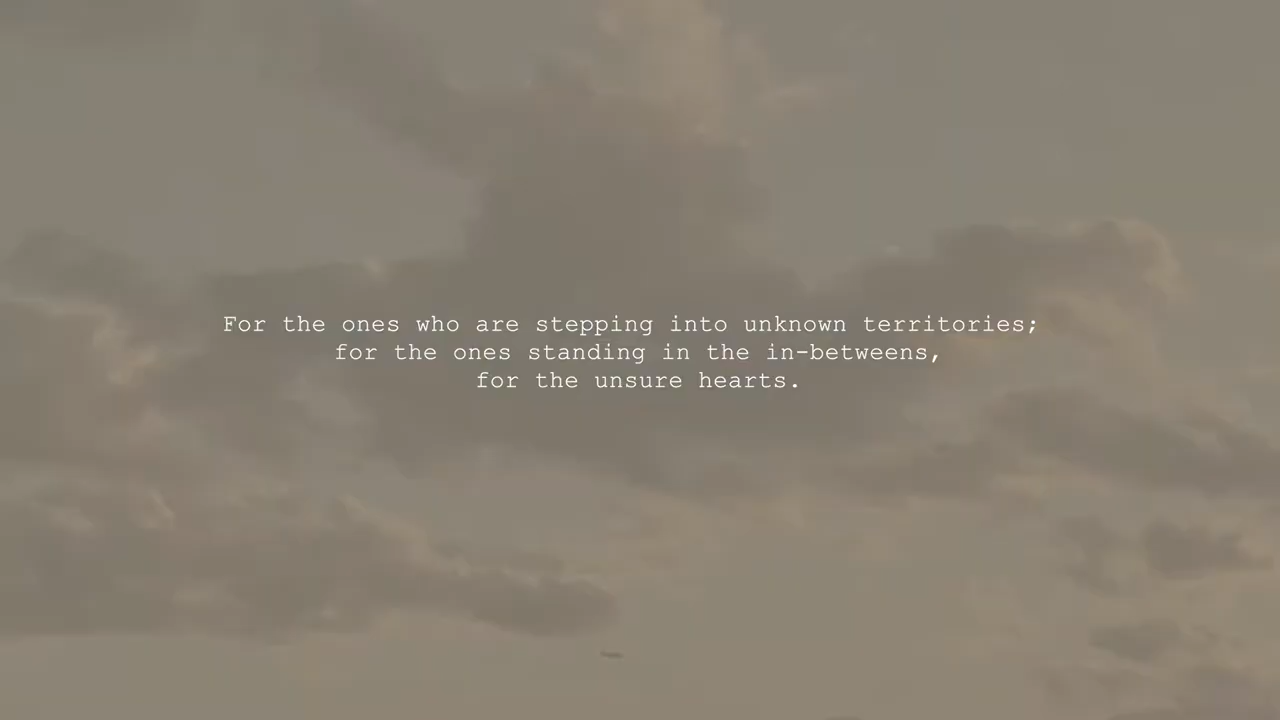 For the ones who are stepping into unknown territories;
for the ones standing in the in-betweens,
for the unsure hearts.